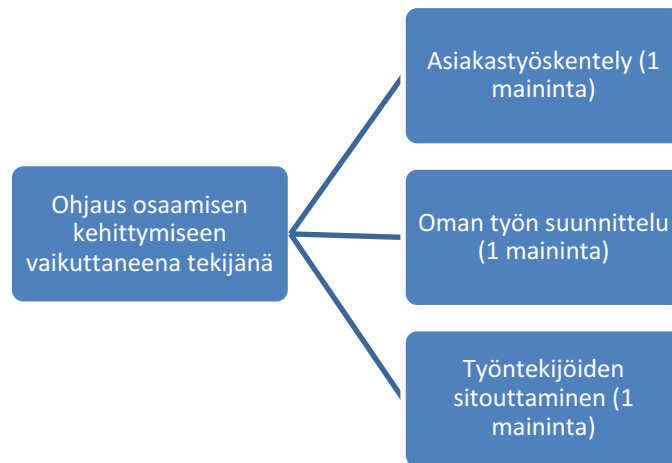 Ohjaus osaamisen
kehittymiseen
vaikuttaneena tekijänä
Asiakastyöskentely (1
maininta)
Oman työn suunnittelu
(1 maininta)
Työntekijöiden
sitouttaminen (1
maininta)